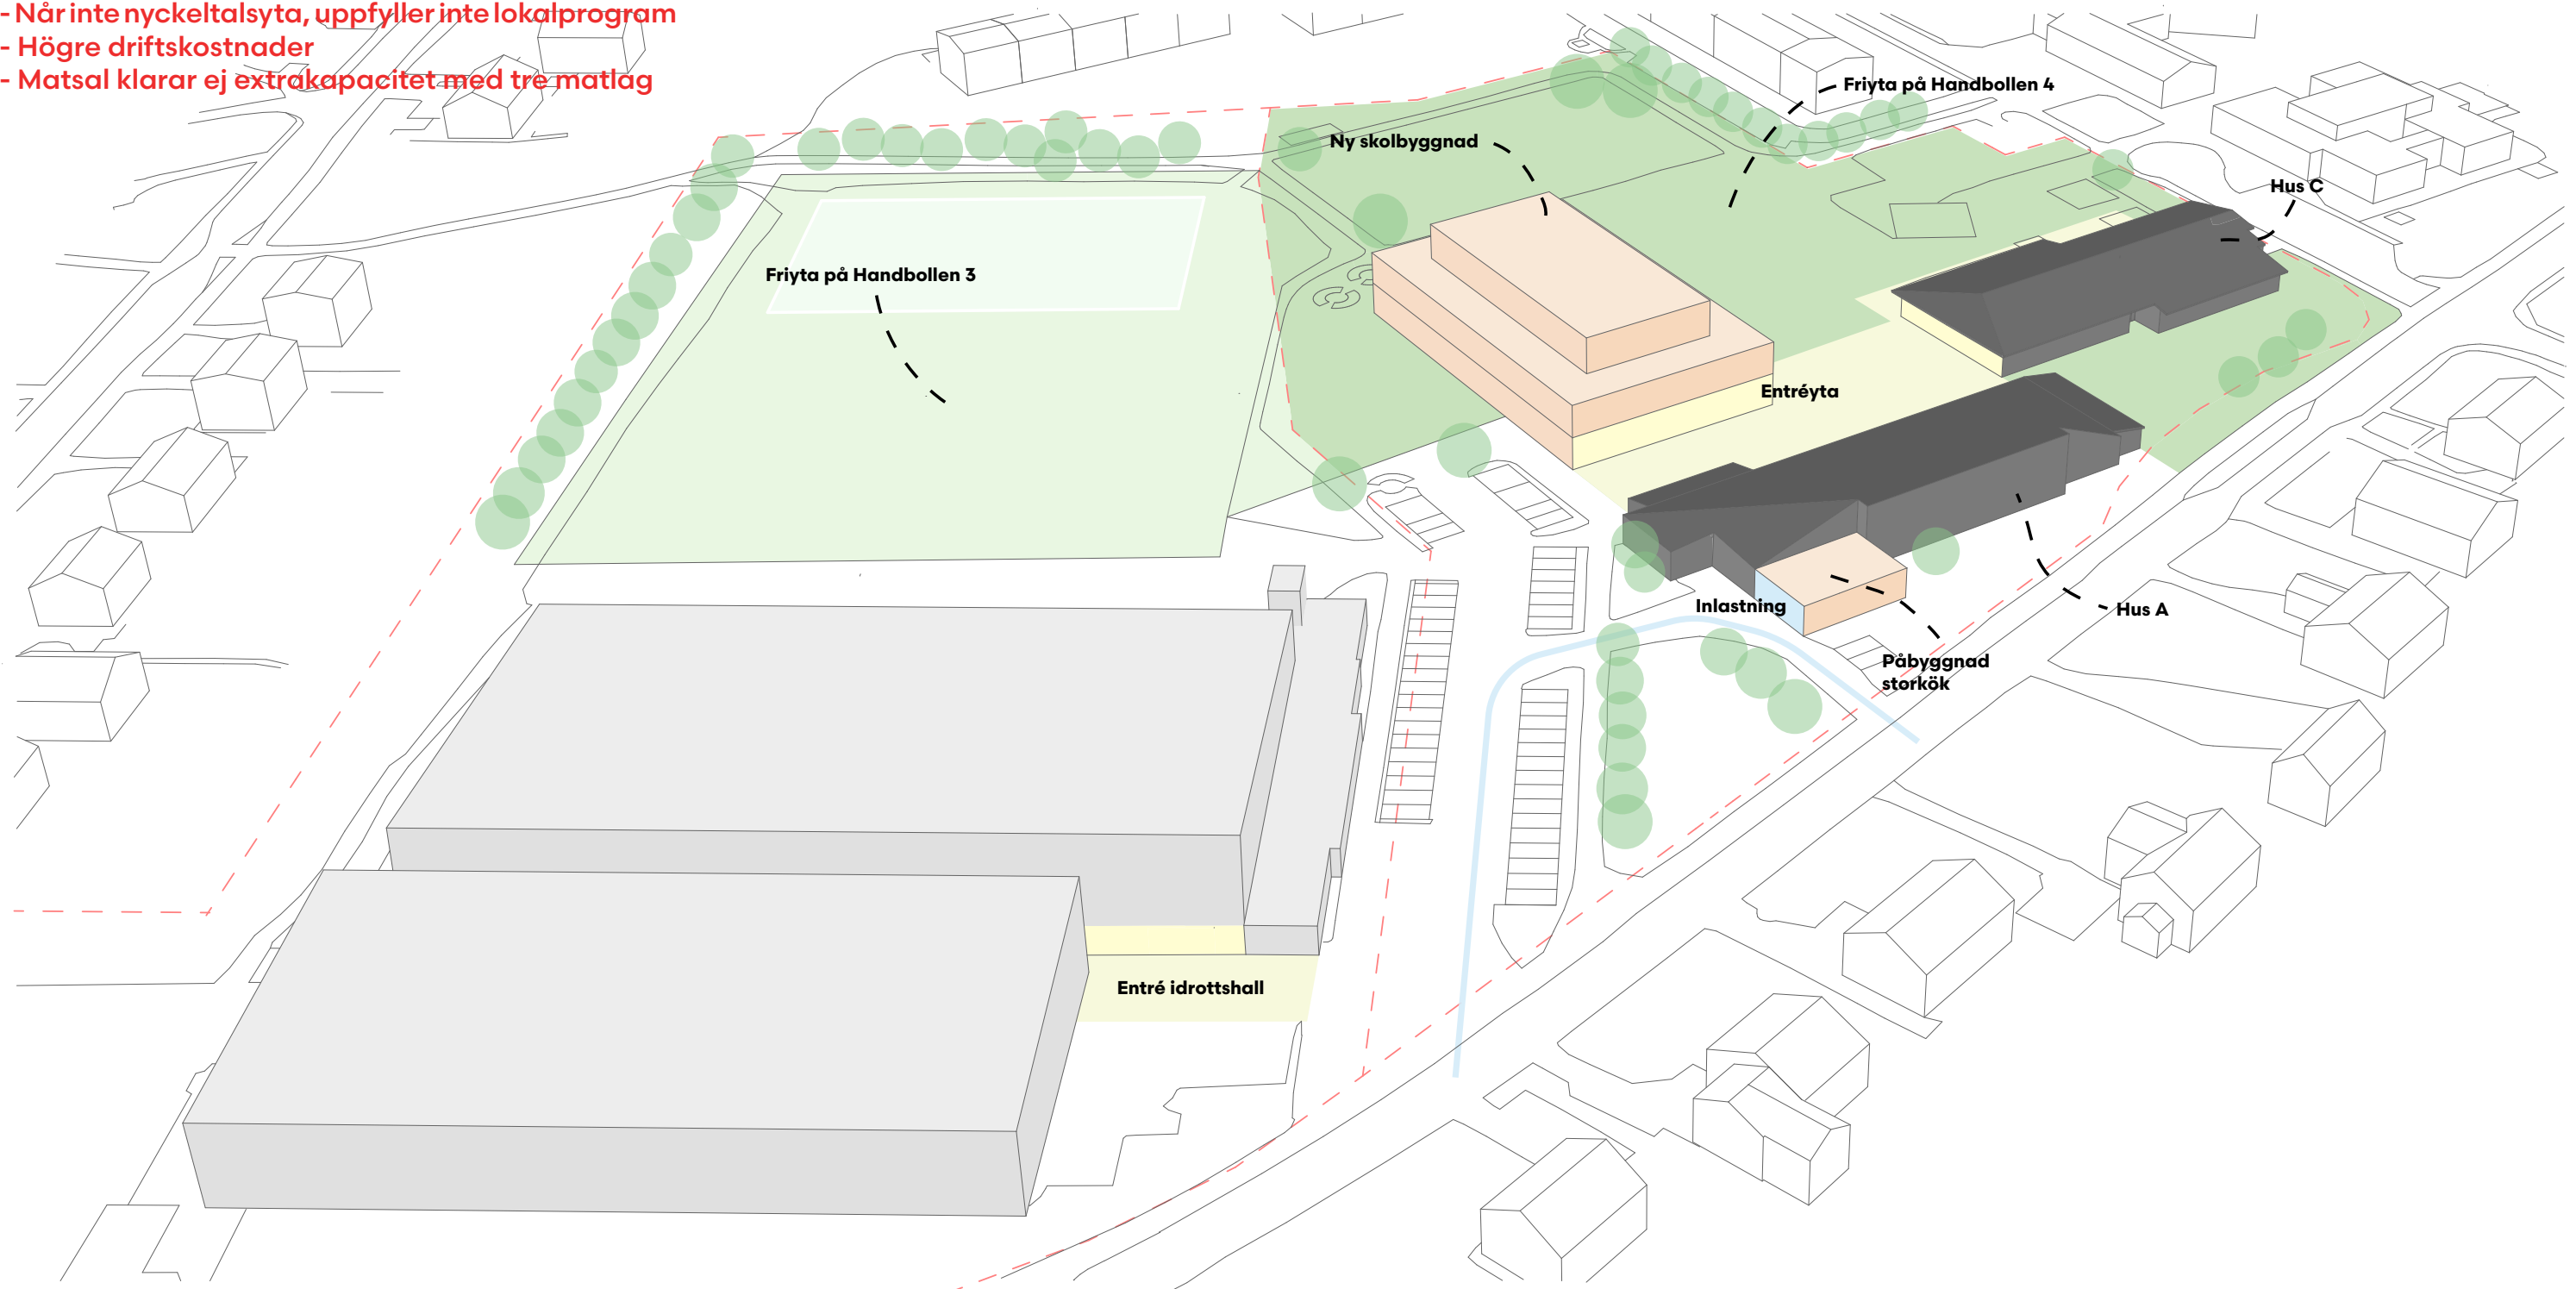 - Når inte nyckeltalsyta, uppfyller inte lokalprogram
- Högre driftskostnader
- Matsal klarar ej extrakapacitet med tre matlag
Friyta på Handbollen 4
Ny skolbyggnad
Hus C
Friyta på Handbollen 3
Entréyta
Inlastning
Hus A
Påbyggnad
storkök
Entré idrottshall